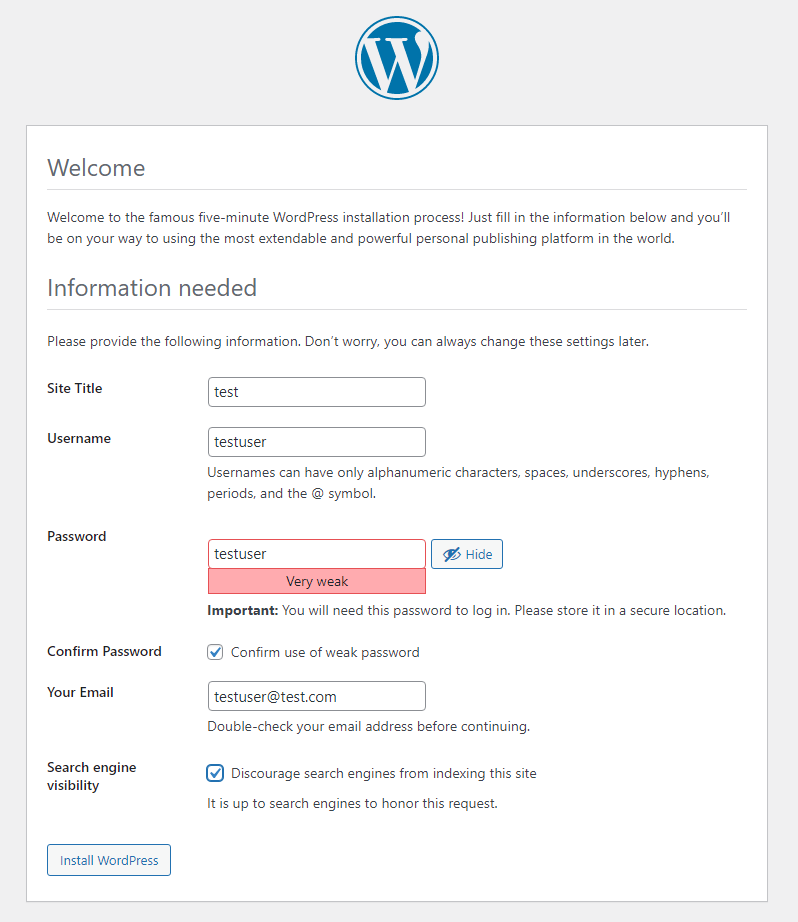 Welcome
Welcome to the famous five-minute WordPress installation process! Just fill in the information below and you’ll
be on your way to using the most extendable and powerful personal publishing platform in the world.
Information needed
Please provide the following information. Don’t worry, you can always change these settings later.
Site Title
test
Username
testuser
Usernames can have only alphanumeric characters, spaces, underscores, hyphens,
periods, and the @ symbol.
Password
testuser
Hide
Very weak
Important: You will need this password to log in. Please store it in a secure location.
Confirm Password
Confirm use of weak password
Your Email
testuser@test.com
Double-check your email address before continuing.
Search engine
visibility
Discourage search engines from indexing this site
It is up to search engines to honor this request.
Install WordPress